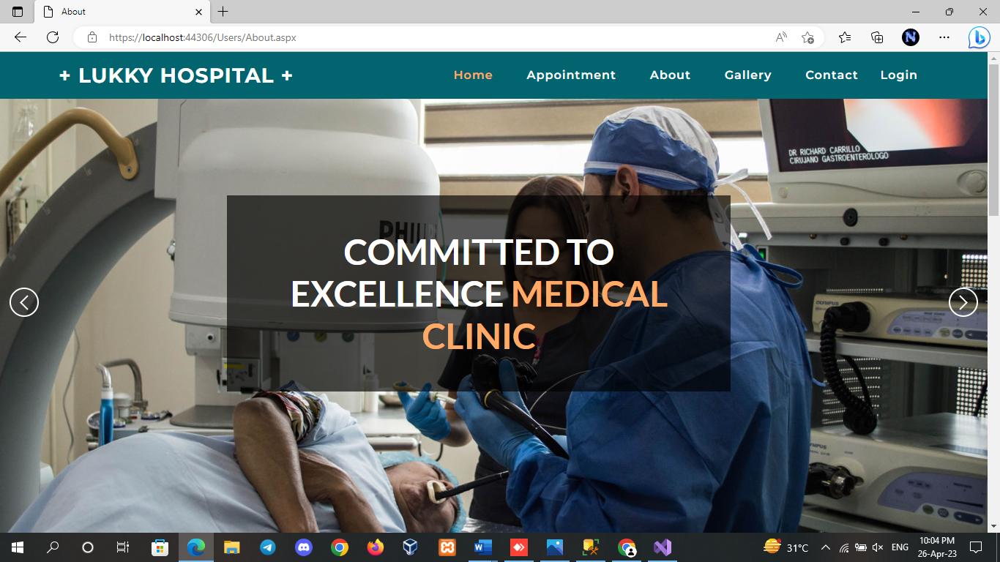 About
https://localhost:44306/Users/About.aspx
+ LUKKY HOSPITAL +
Home Appointment About Gallery Contact Login
DR RICHARD CARRILLO
CIRUJANO GASTROENTEROLOGO
COMMITTED TO
EXCELLENCE MEDICAL
CLINIC
OLYMPUS
OLYMPUS
31°C
ENG
10:04 PM
26-Apr-23